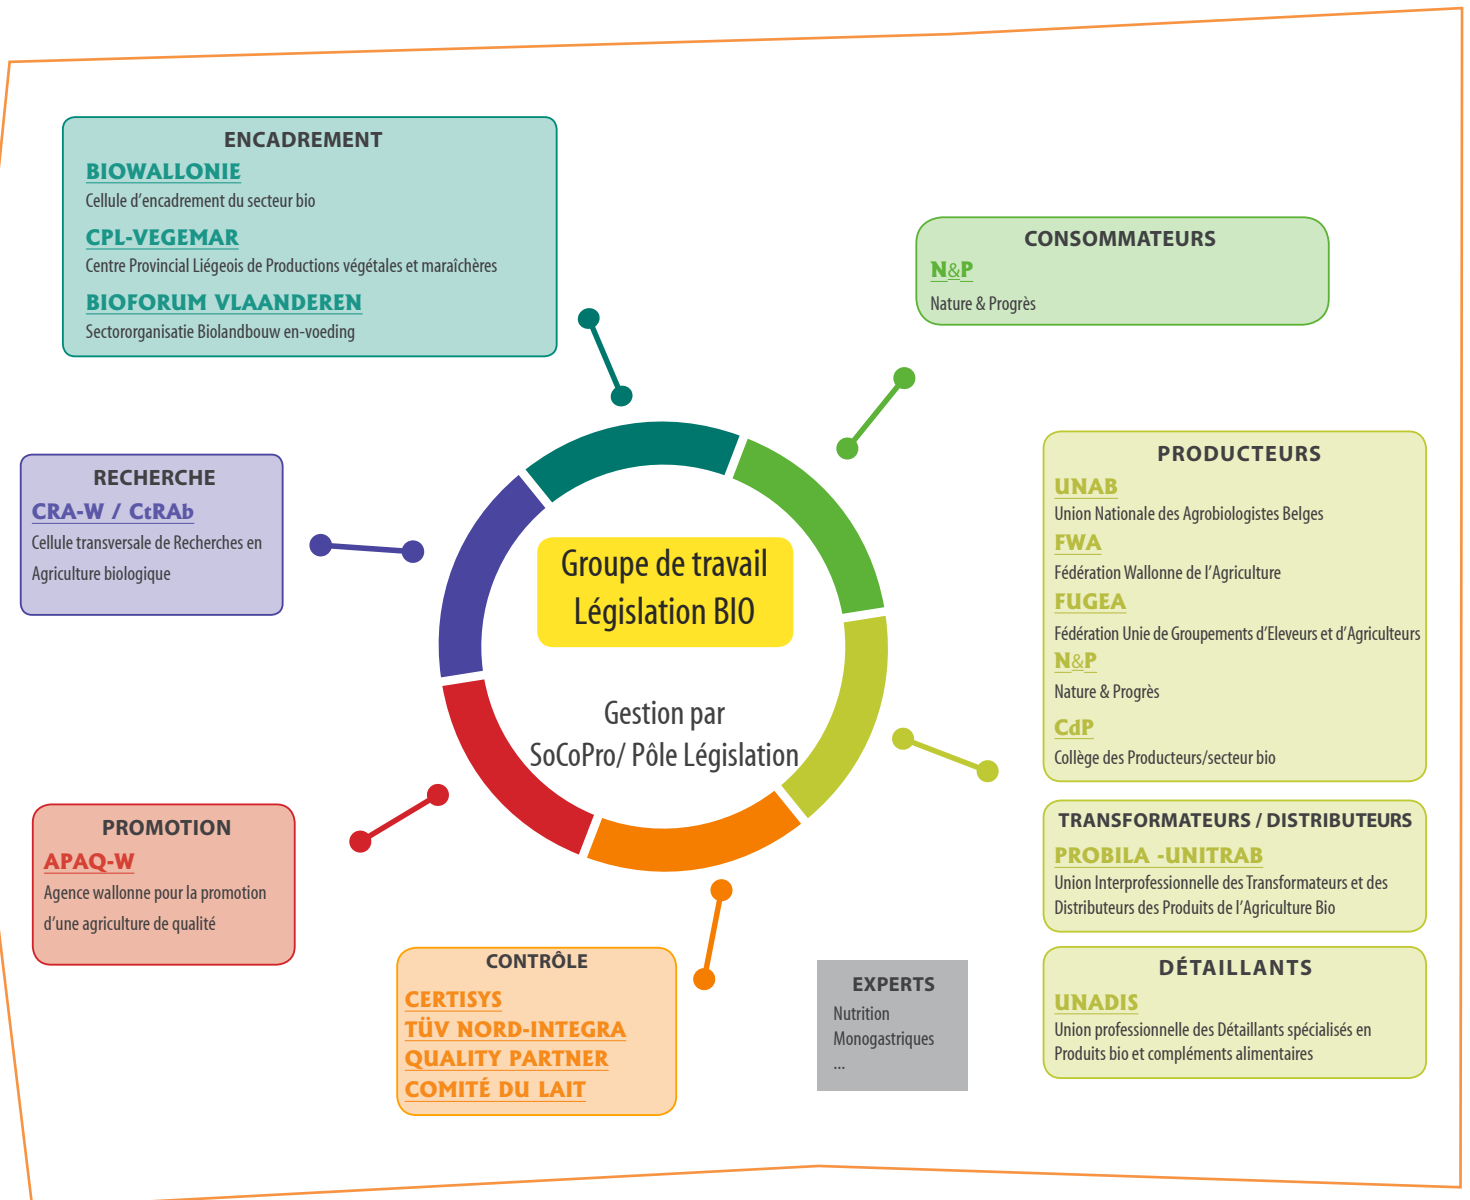 ENCADREMENT
BIOWALLONIE
Cellule d'encadrement du secteur bio
CPL-VEGEMAR
Centre Provincial Liégeois de Productions végétales et maraîchères
BIOFORUM VLAANDEREN
Sectororganisatie Biolandbouw en-voeding
CONSOMMATEURS
N&P
Nature & Progrès
RECHERCHE
CRA-W / CtRAb
Cellule transversale de Recherches en
Agriculture biologique
Groupe de travail
Législation BIO
Gestion par
SoCoPro/ Pôle Législation
PRODUCTEURS
UNAB
Union Nationale des Agrobiologistes Belges
FWA
Fédération Wallonne de l'Agriculture
FUGEA
Fédération Unie de Groupements d'Eleveurs et d'Agriculteurs
N&P
Nature & Progrès
CdP
Collège des Producteurs/secteur bio
PROMOTION
APAQ-W
Agence wallonne pour la promotion
d'une agriculture de qualité
TRANSFORMATEURS / DISTRIBUTEURS
PROBILA -UNITRAB
Union Interprofessionnelle des Transformateurs et des
Distributeurs des Produits de l'Agriculture Bio
CONTRÔLE
CERTISYS
TÜV NORD-INTEGRA
QUALITY PARTNER
COMITÉ DU LAIT
EXPERTS
Nutrition
Monogastriques
...
DÉTAILLANTS
UNADIS
Union professionnelle des Détaillants spécialisés en
Produits bio et compléments alimentaires